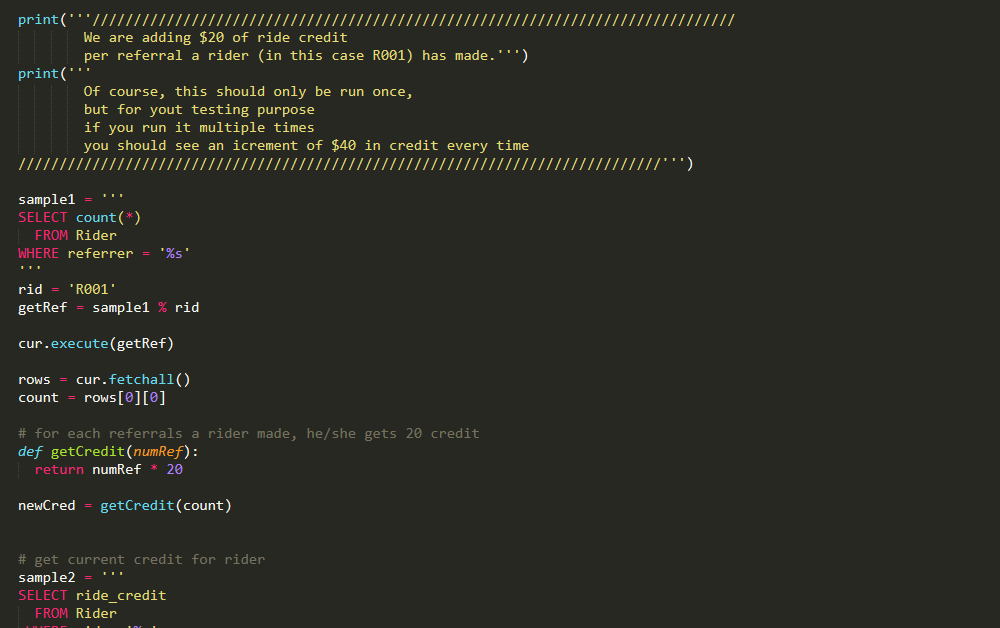 print('''//////////////////////////////////////////////////////////////////////////////
We are adding $20 of ride credit
per referral a rider (in this case R001) has made.''')
print('''
Of course, this should only be run once,
but for yout testing purpose
if you run it multiple times
you should see an icrement of $40 in credit every time
//////////////////////////////////////////////////////////////////////////////''')
sample1 = '''
SELECT count(*)
FROM Rider
WHERE referrer = '%s'
'''
rid = 'R001'
getRef = sample1 % rid
cur.execute(getRef)
rows = cur.fetchall()
count = rows[0][0]
# for each referrals a rider made, he/she gets 20 credit
def getCredit(numRef):
return numRef * 20
newCred = getCredit(count)
# get current credit for rider
sample2 = '''
SELECT ride_credit
FROM Rider